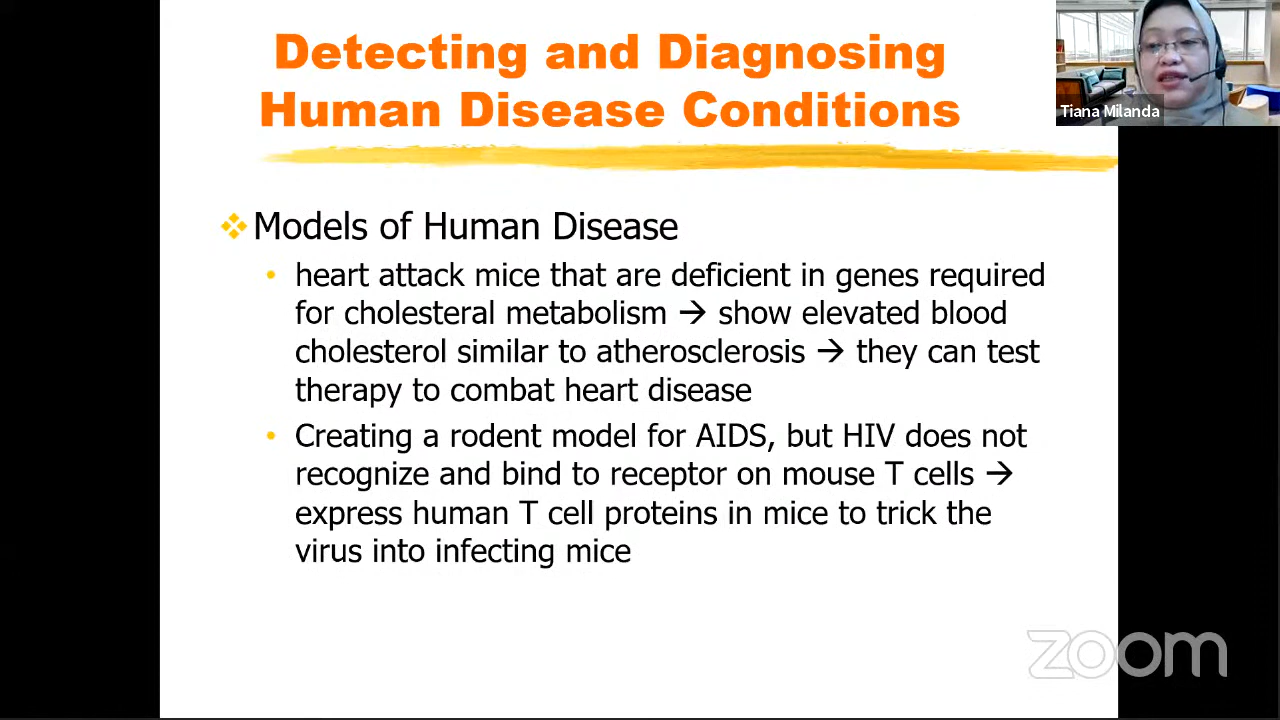 Detecting and Diagnosing
Human Disease Conditions
Tiana Milanda
Models of Human Disease
• heart attack mice that are deficient in genes required
for cholesteral metabolism → show elevated blood
cholesterol similar to atherosclerosis → they can test
therapy to combat heart disease
• Creating a rodent model for AIDS, but HIV does not
recognize and bind to receptor on mouse T cells →
express human T cell proteins in mice to trick the
virus into infecting mice
zoom